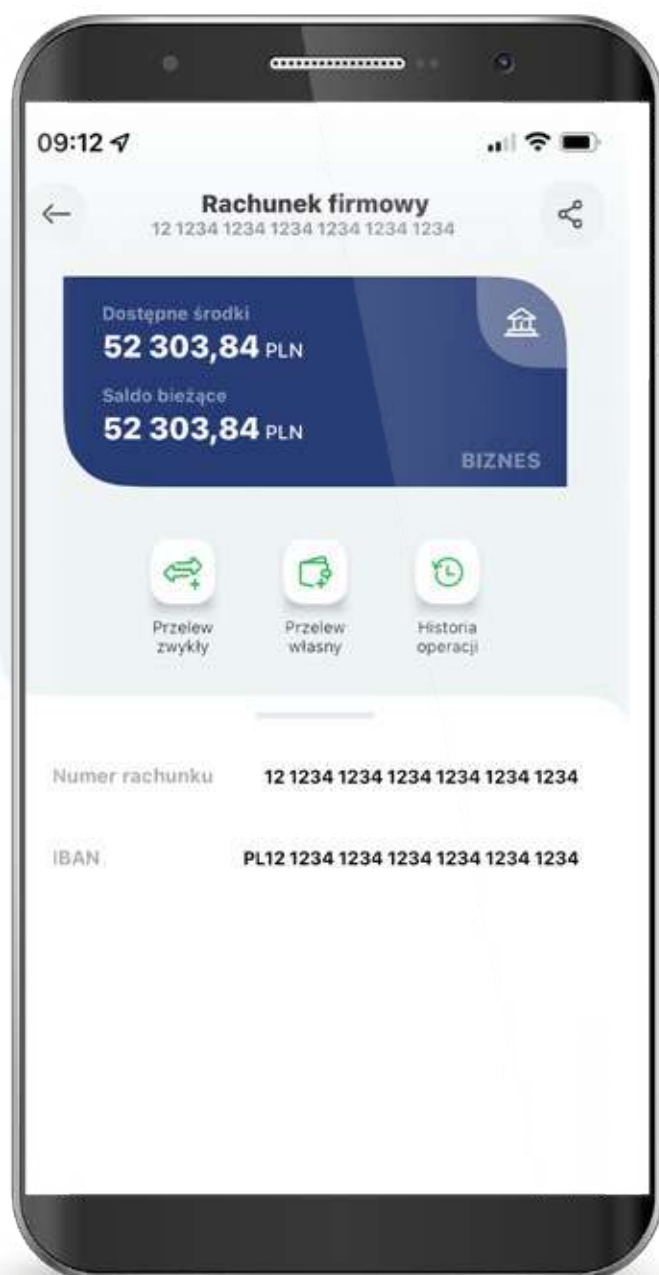 09:12
Rachunek firmowy
12 1234 1234 1234 1234 1234 1234
Dostępne środki
52 303,84 PLN
Saldo bieżące
52 303,84 PLN
BIZNES
Przelew
zwykły
Przelew
własny
Historia
operacji
Numer rachunku 12 1234 1234 1234 1234 1234 1234
IBAN PL12 1234 1234 1234 1234 1234 1234